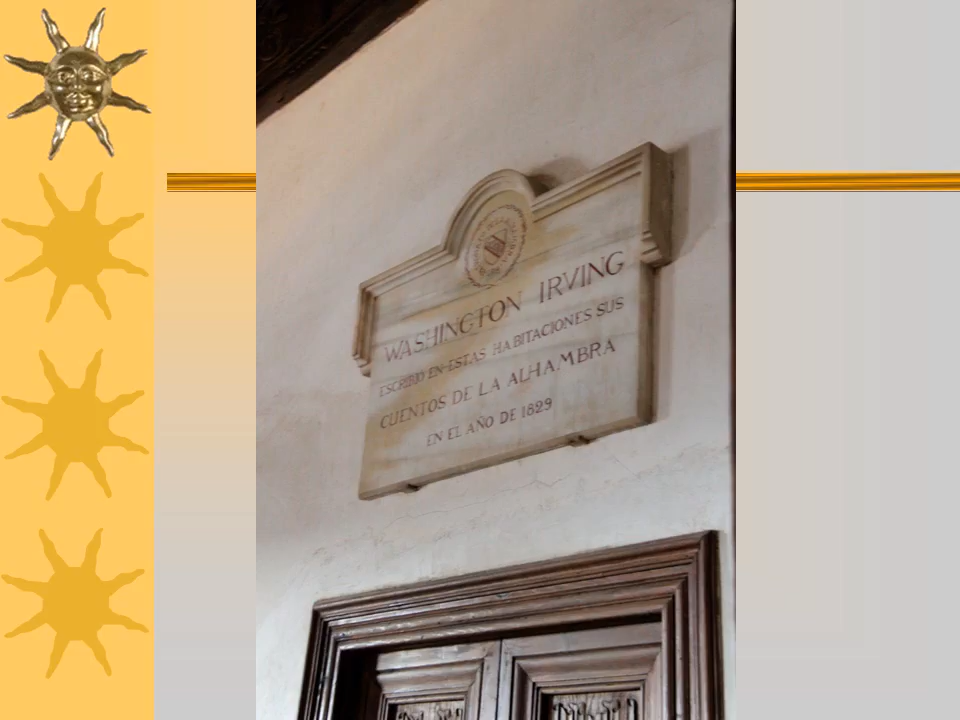 WASHINGTON IRVING
ESCRIBIO EN ESTAS HABITACIONES SUS
CUENTOS DE LA ALHAMBRA
EN EL AÑO DE 1829